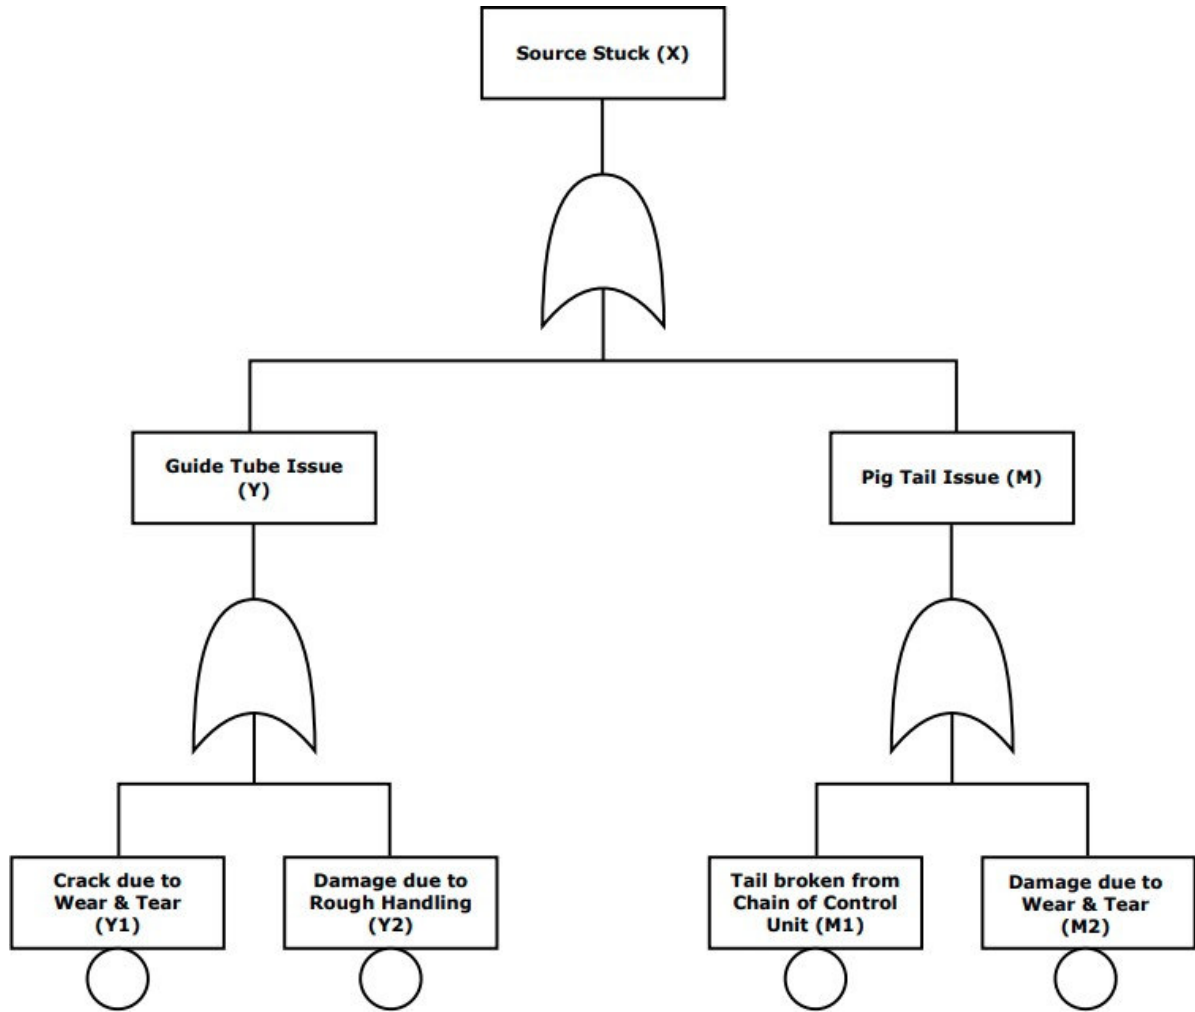 Source Stuck (X)
Guide Tube Issue
(Y)
Pig Tail Issue (M)
Crack due to
Wear & Tear
(Y1)
Damage due to
Rough Handling
(Y2)
Tail broken from
Chain of Control
Unit (M1)
Damage due to
Wear & Tear
(M2)